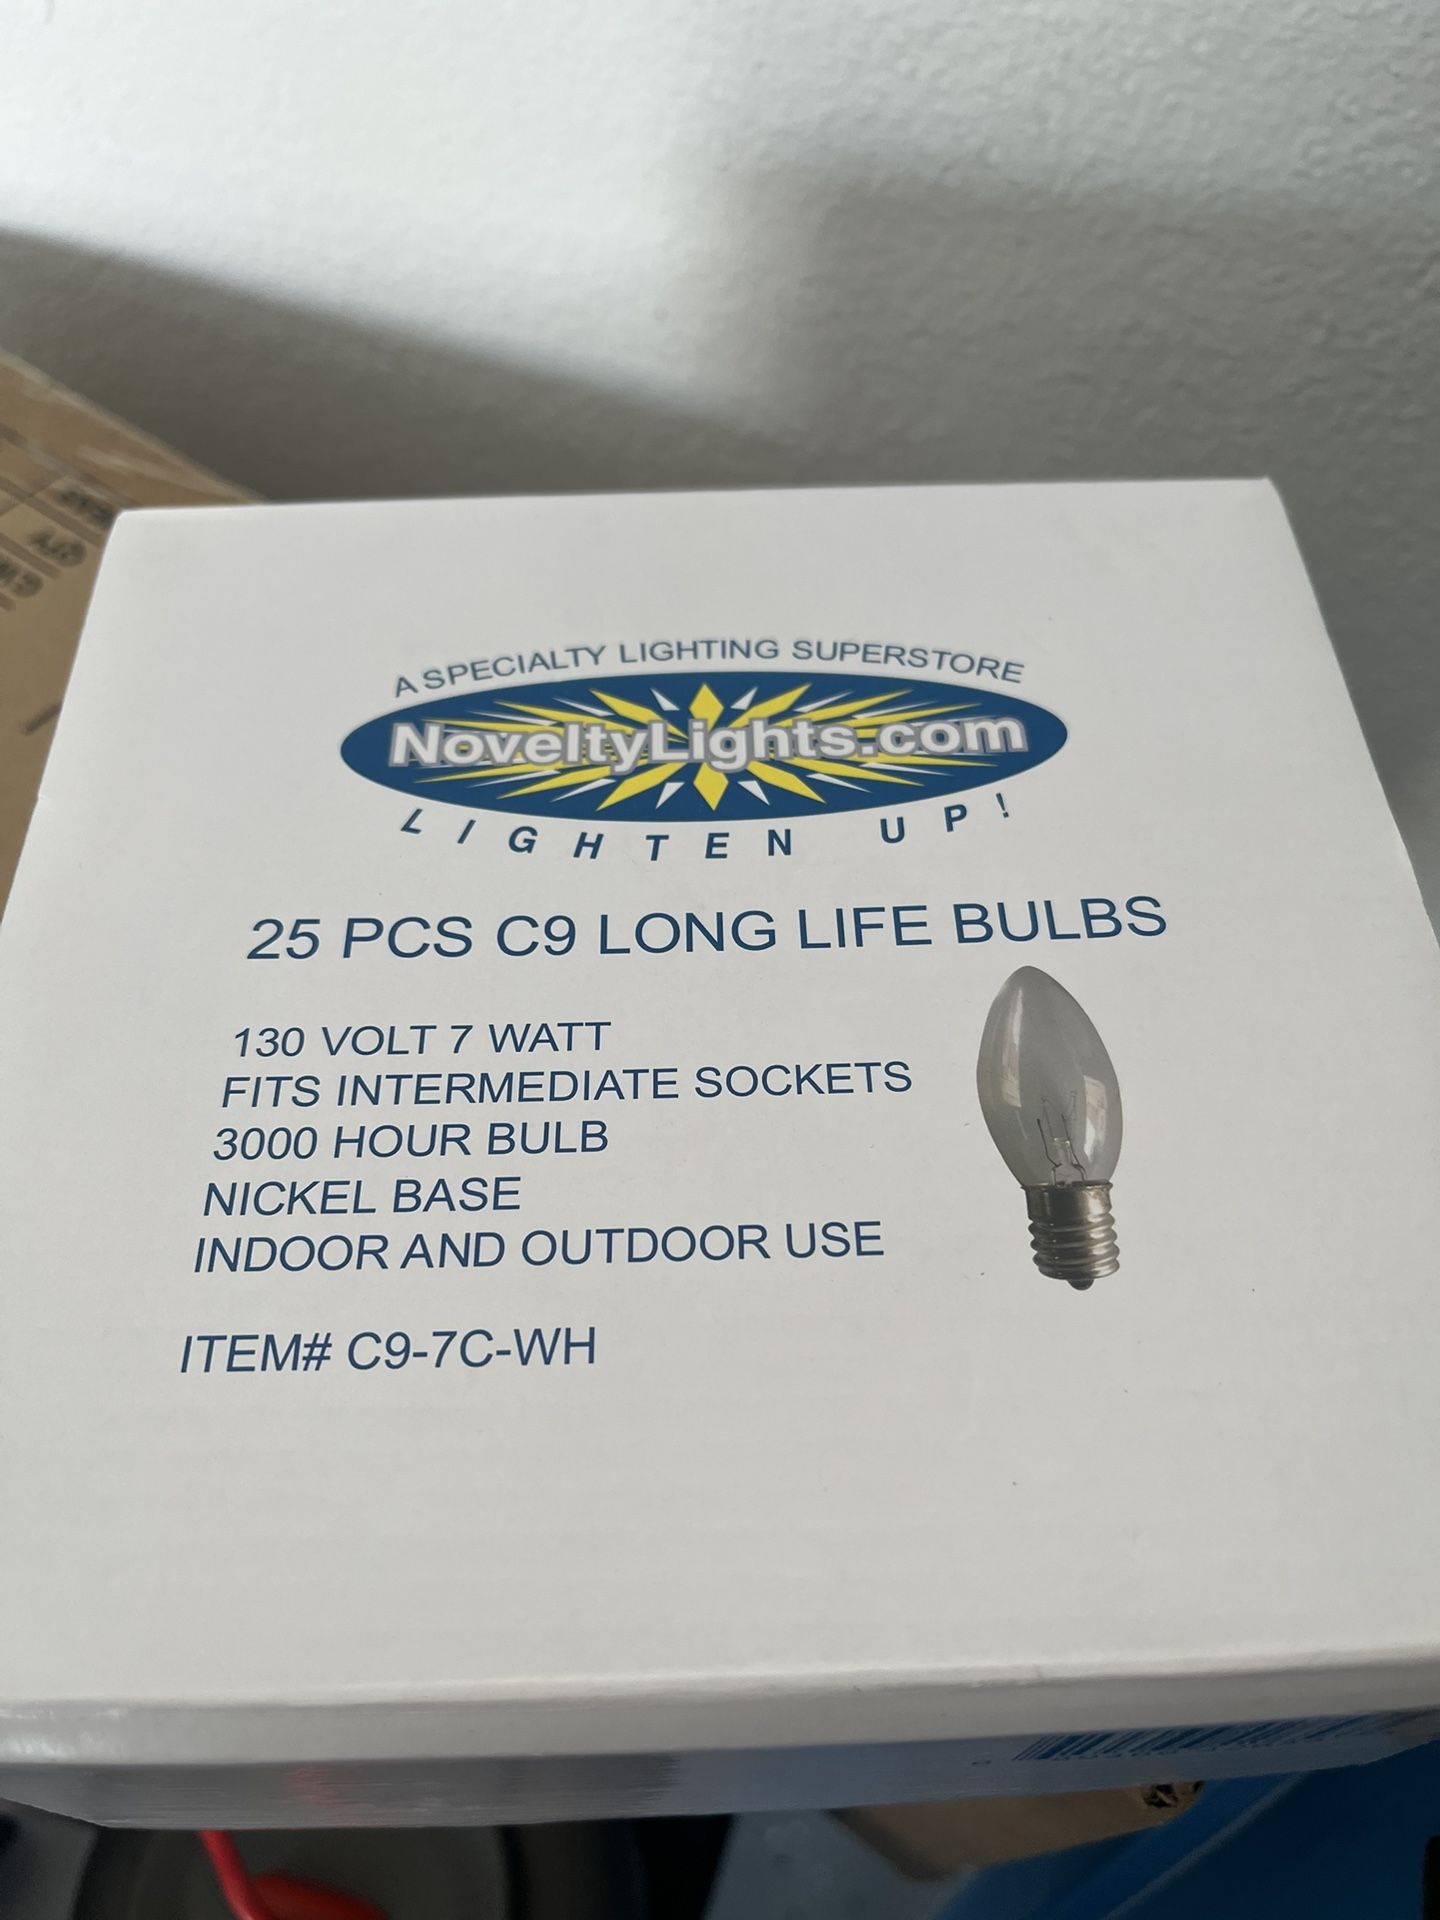 A SPECIALTY LIGHTING SUPERSTORE
NoveltyLights.com
LIGHTEN UP!
25 PCS C9 LONG LIFE BULBS
130 VOLT 7 WATT
FITS INTERMEDIATE SOCKETS
3000 HOUR BULB
NICKEL BASE
INDOOR AND OUTDOOR USE
ITEM# C9-7C-WH